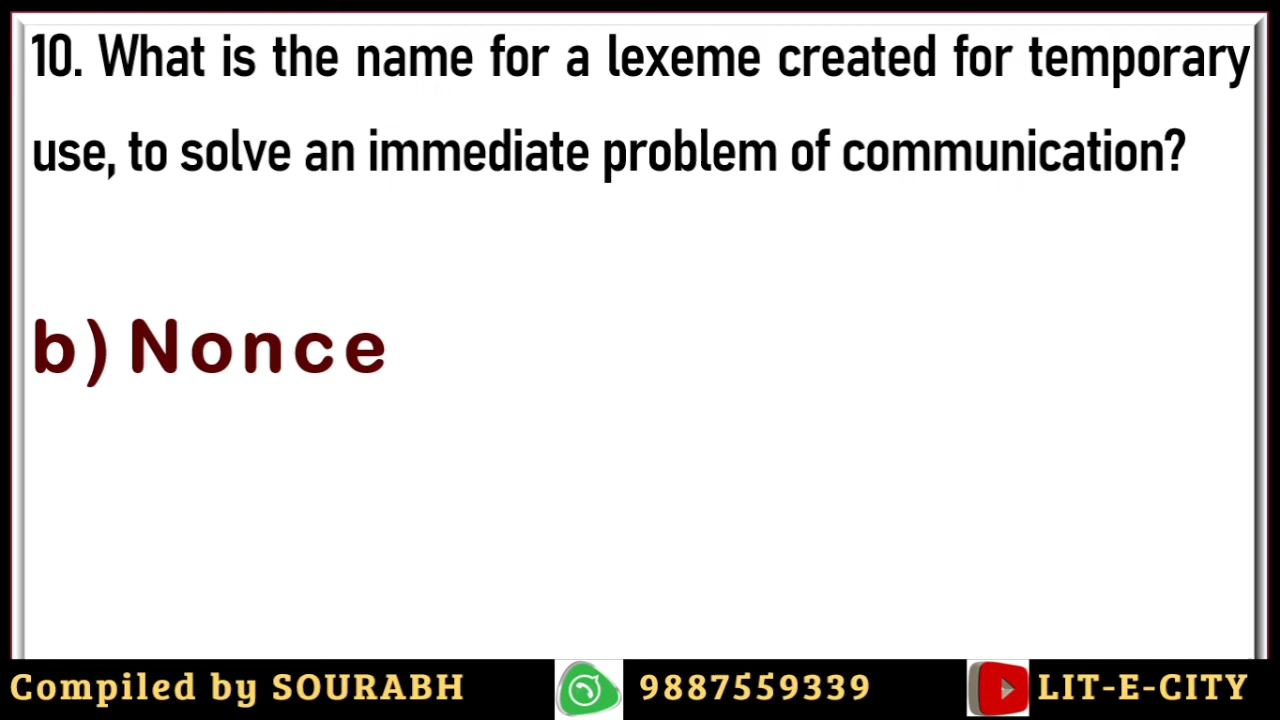 10. What is the name for a lexeme created for temporary
use, to solve an immediate problem of communication?
b) Nonce
Compiled by SOURABH 9887559339 LIT-E-CITY